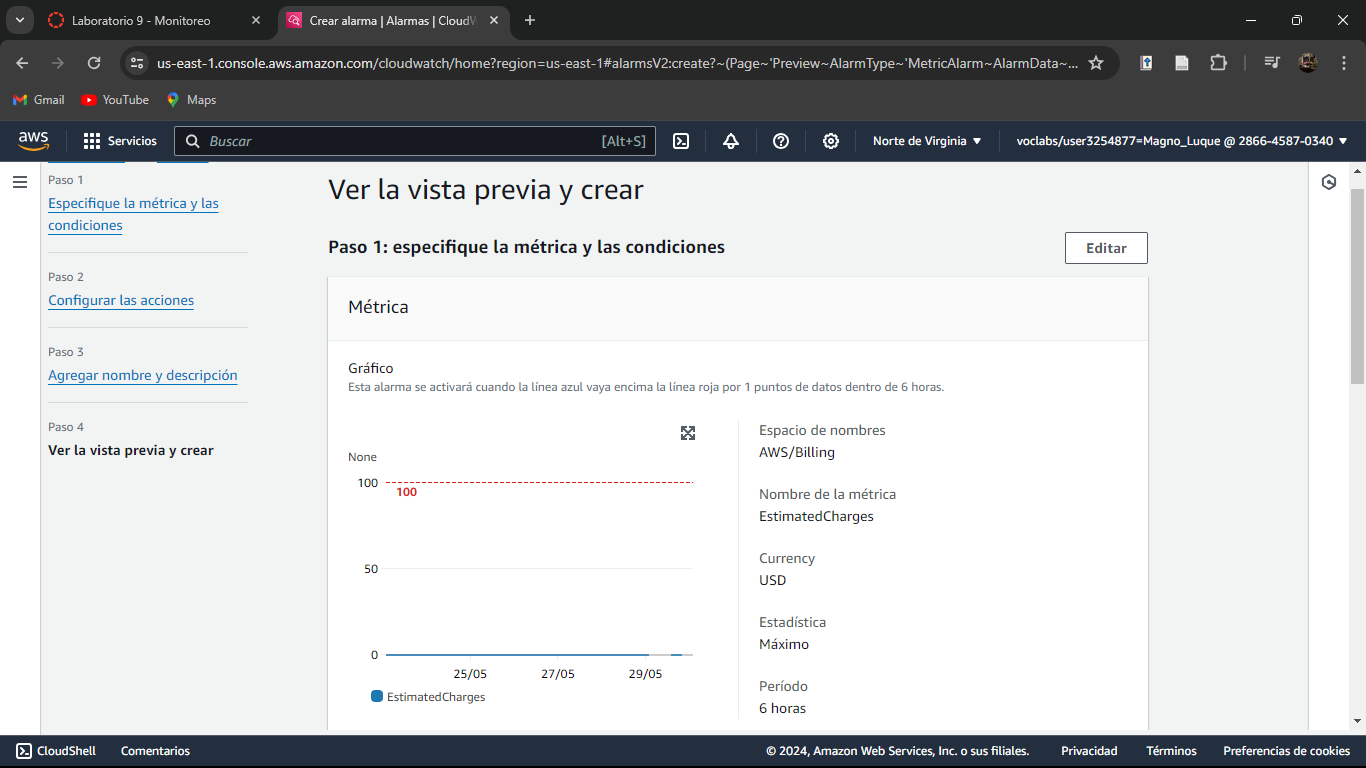 Laboratorio 9 - Monitoreo
Crear alarma | Alarmas | CloudW
us-east-1.console.aws.amazon.com/cloudwatch/home?region=us-east-1#alarmsV2:create?~(Page~'Preview~AlarmType~'MetricAlarm~AlarmData~...
Gmail
YouTube
Maps
aws
Servicios
Buscar
[Alt+S]
Norte de Virginia
voclabs/user3254877=Magno_Luque @ 2866-4587-0340
Paso 1
Especifique la métrica y las
condiciones
Paso 2
Configurar las acciones
Paso 3
Agregar nombre y descripción
Paso 4
Ver la vista previa y crear
Ver la vista previa y crear
Paso 1: especifique la métrica y las condiciones
Editar
Métrica
Gráfico
Esta alarma se activará cuando la línea azul vaya encima la línea roja por 1 puntos de datos dentro de 6 horas.
None
100
100
50
0
25/05
27/05
29/05
EstimatedCharges
Espacio de nombres
AWS/Billing
Nombre de la métrica
EstimatedCharges
Currency
USD
Estadística
Máximo
Período
6 horas
CloudShell
Comentarios
© 2024, Amazon Web Services, Inc. o sus filiales.
Privacidad
Términos
Preferencias de cookies